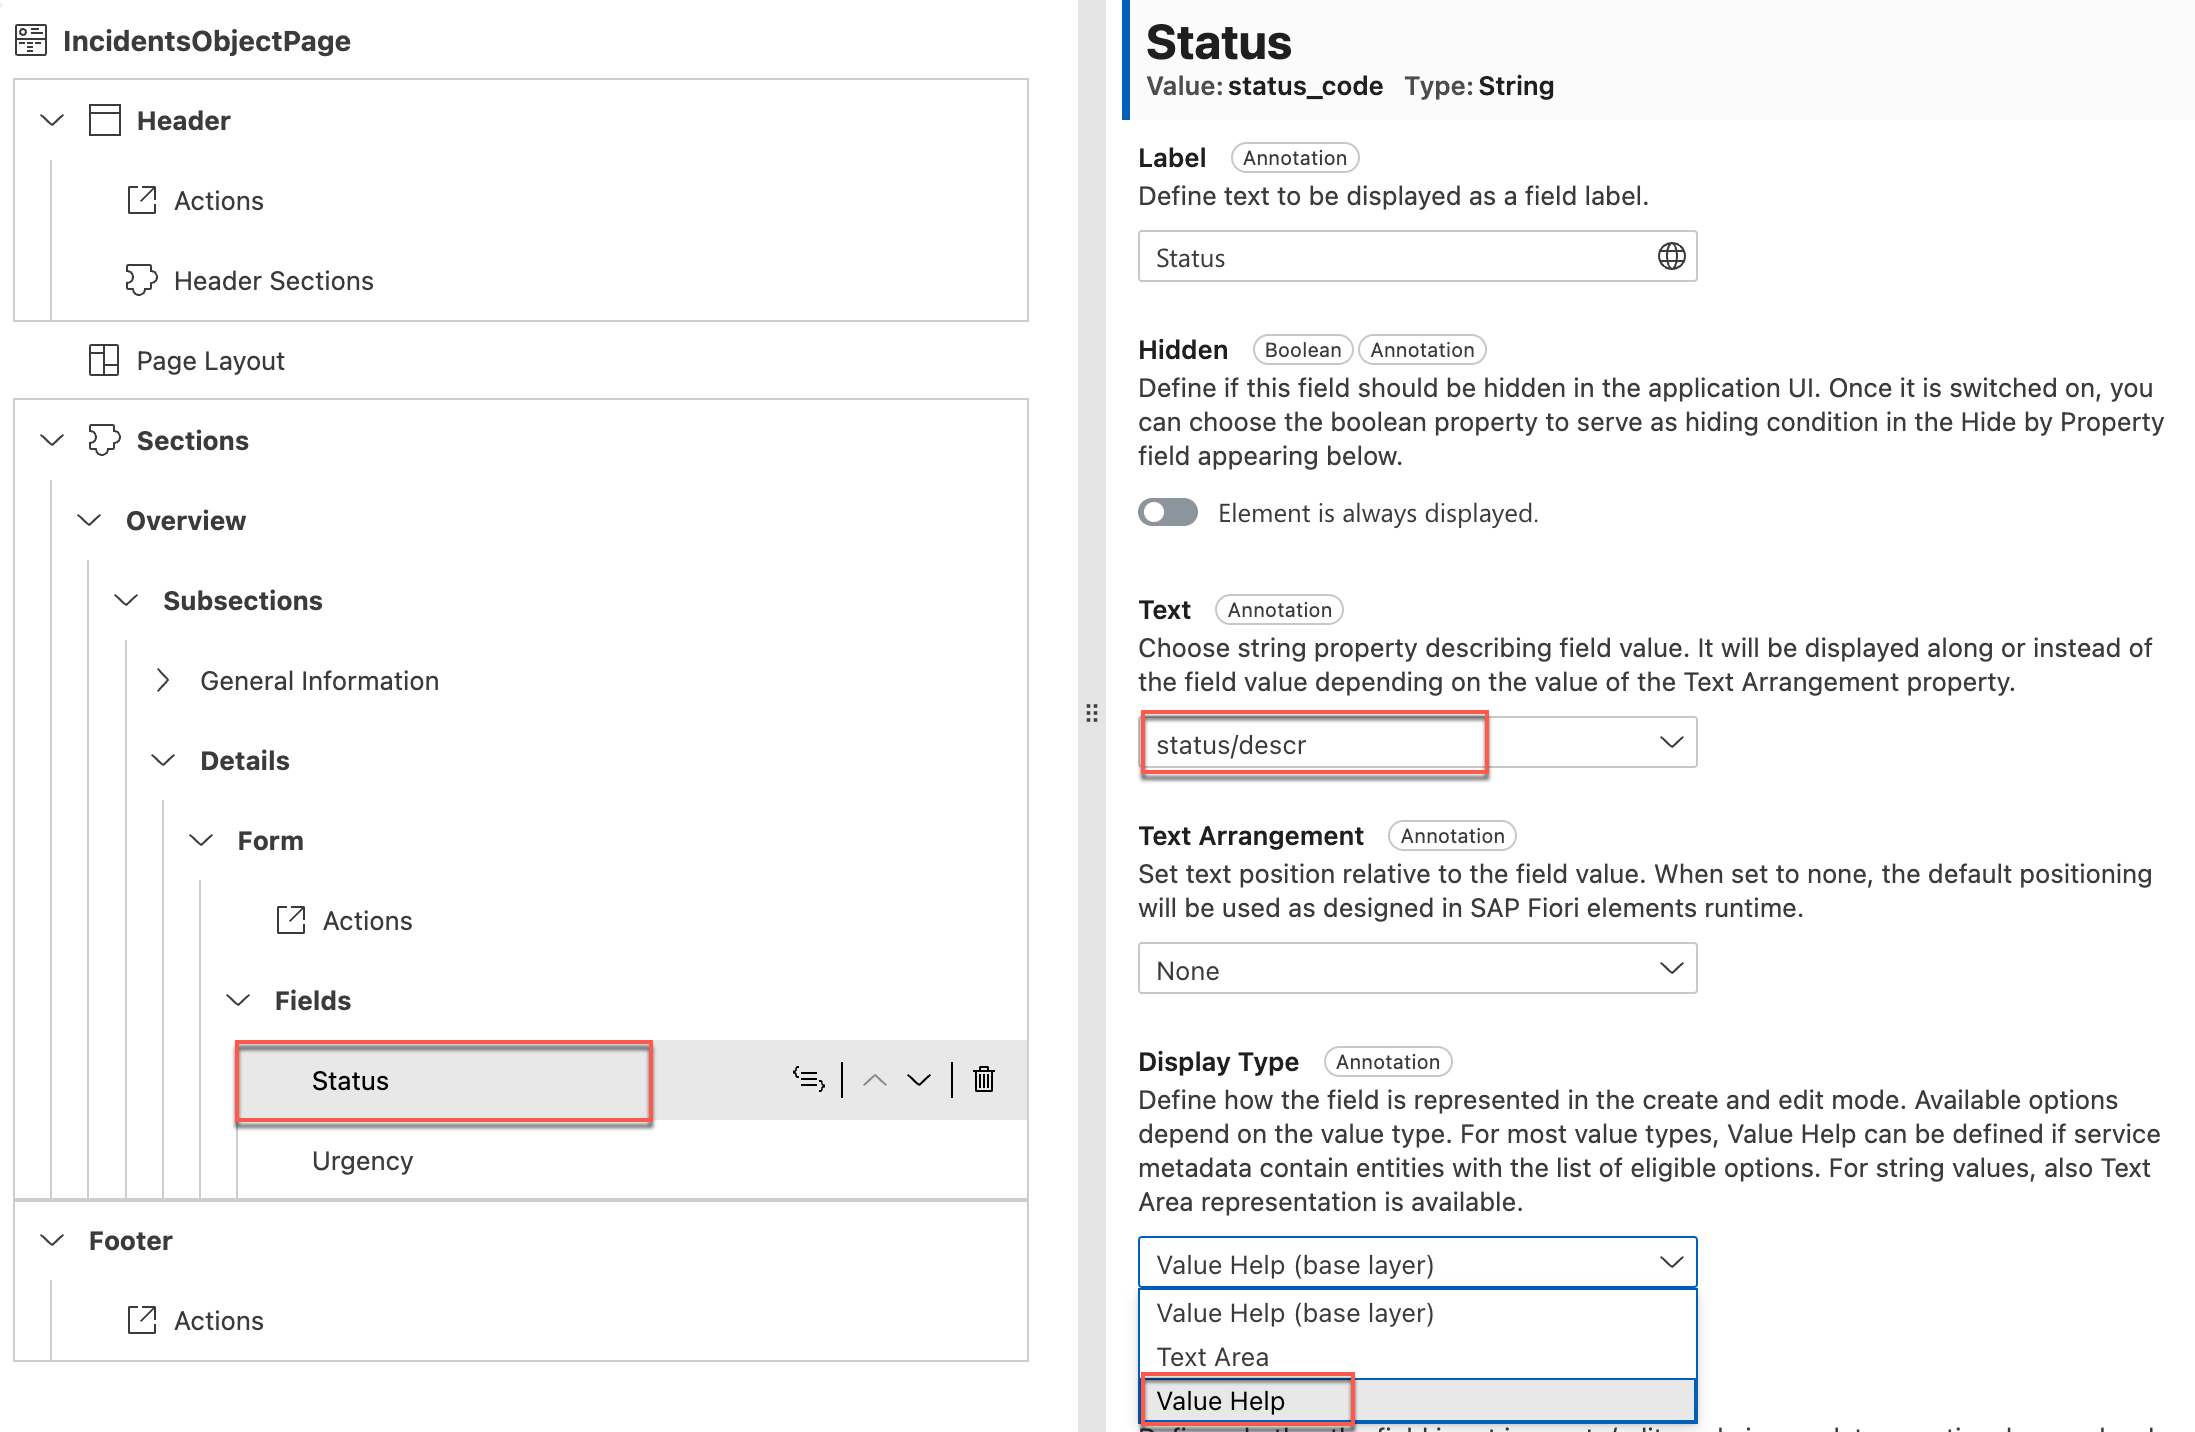 IncidentsObjectPage
Header
Actions
Header Sections
Page Layout
Sections
Overview
Subsections
General Information
Details
Form
Actions
Fields
Status
Urgency
Footer
Actions
Status
Value: status_code Type: String
Label Annotation
Define text to be displayed as a field label.
Status
Hidden Boolean Annotation
Define if this field should be hidden in the application UI. Once it is switched on, you
can choose the boolean property to serve as hiding condition in the Hide by Property
field appearing below.
Element is always displayed.
Text Annotation
Choose string property describing field value. It will be displayed along or instead of
the field value depending on the value of the Text Arrangement property.
status/descr
Text Arrangement Annotation
Set text position relative to the field value. When set to none, the default positioning
will be used as designed in SAP Fiori elements runtime.
None
Display Type Annotation
Define how the field is represented in the create and edit mode. Available options
depend on the value type. For most value types, Value Help can be defined if service
metadata contain entities with the list of eligible options. For string values, also Text
Area representation is available.
Value Help (base layer)
Value Help (base layer)
Text Area
Value Help